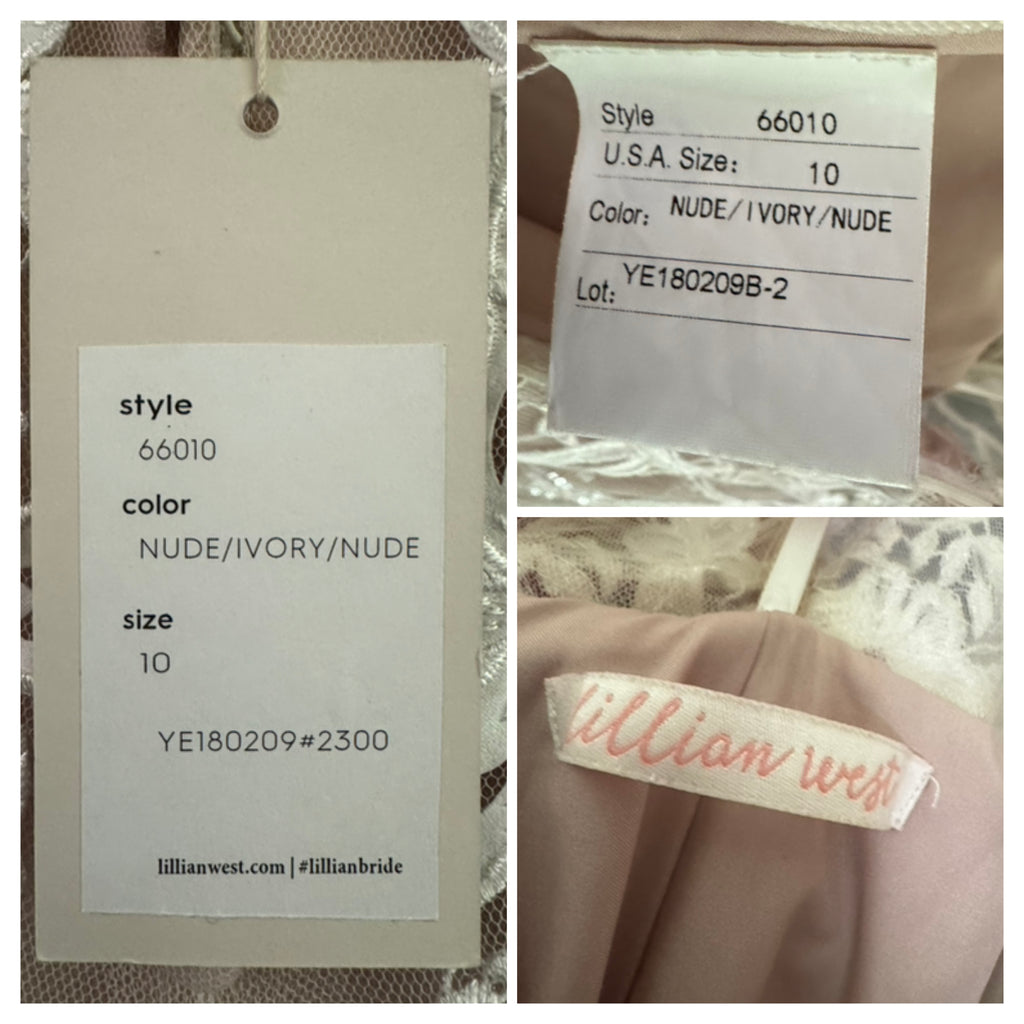 style
66010
color
NUDE/IVORY/NUDE
size
10
YE180209#2300
lillianwest.com | #lillianbride
Style 66010
U.S.A. Size: 10
Color: NUDE/IVORY/NUDE
Lot: YE180209B-2
lillian west